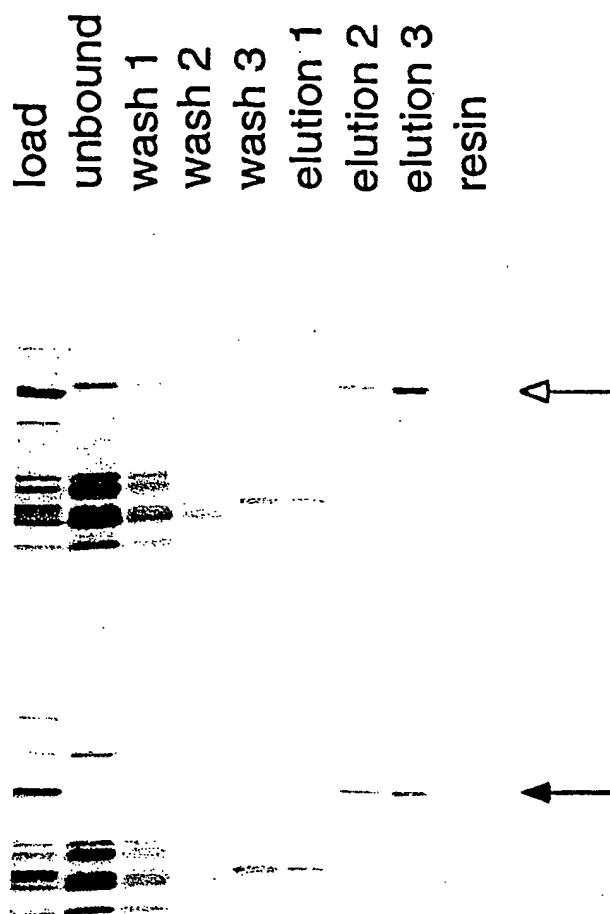 load
unbound
wash 1
wash 2
wash 3
elution 1
elution 2
elution 3
resin